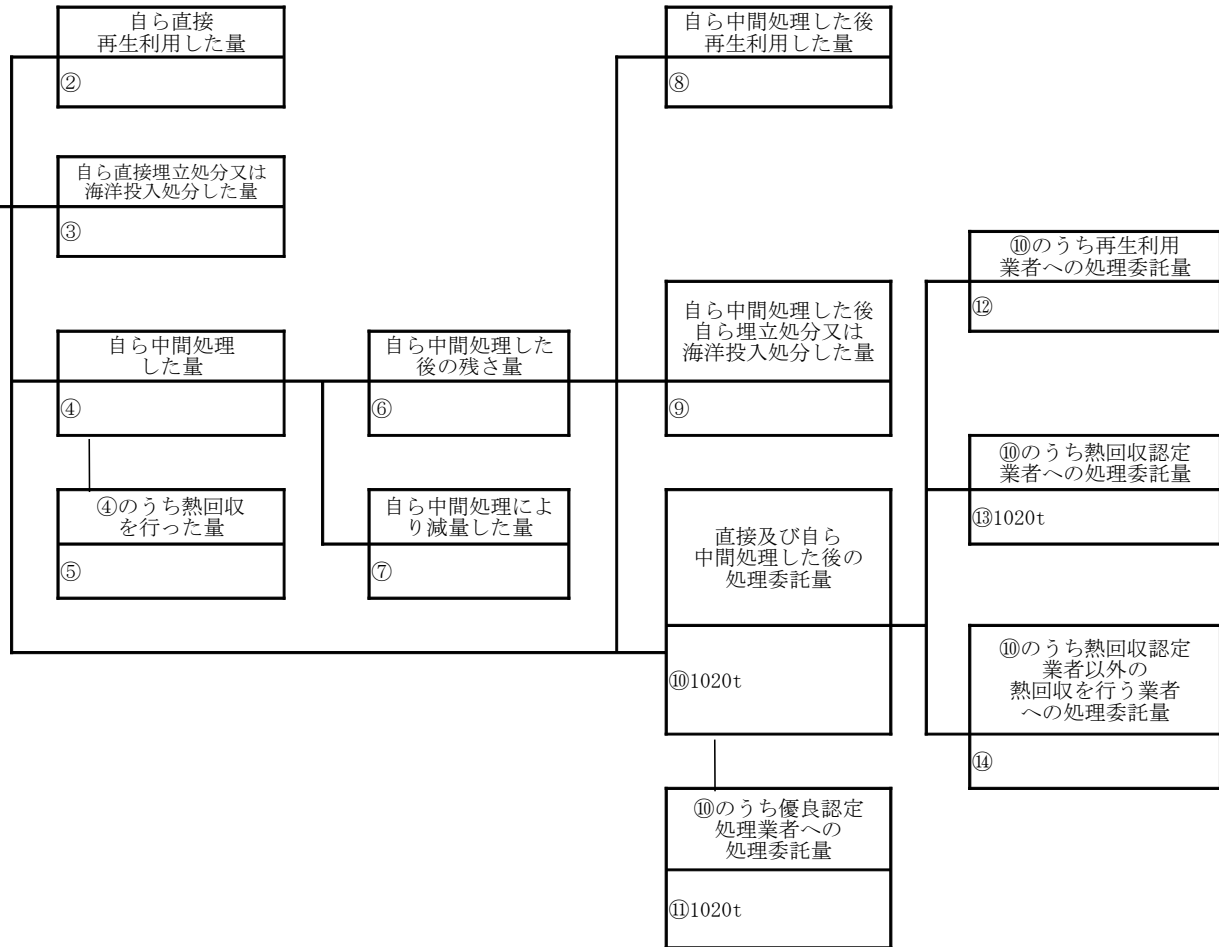 自ら直接
再生利用した量
②
自ら直接埋立処分又は
海洋投入処分した量
③
自ら中間処理
した量
④
④のうち熱回収
を行った量
⑤
自ら中間処理した
後の残さ量
⑥
自ら中間処理によ
り減量した量
⑦
自ら中間処理した後
再生利用した量
⑧
自ら中間処理した後
自ら埋立処分又は
海洋投入処分した量
⑨
直接及び自ら
中間処理した後の
処理委託量
⑩1020t
⑩のうち優良認定
処理業者への
処理委託量
⑪1020t
⑩のうち再生利用
業者への処理委託量
⑫
⑩のうち熱回収認定
業者への処理委託量
⑬1020t
⑩のうち熱回収認定
業者以外の
熱回収を行う業者
への処理委託量
⑭